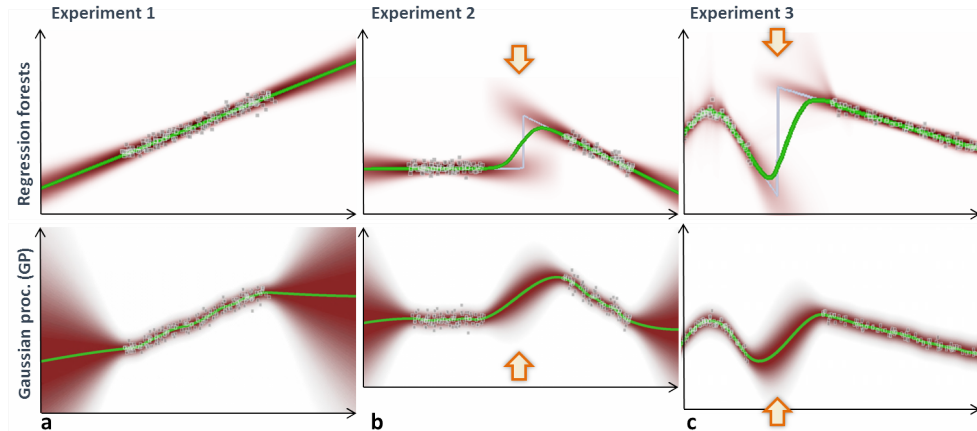 Experiment 1
Experiment 2
Experiment 3
Regression forests
Gaussian proc. (GP)
a
b
c